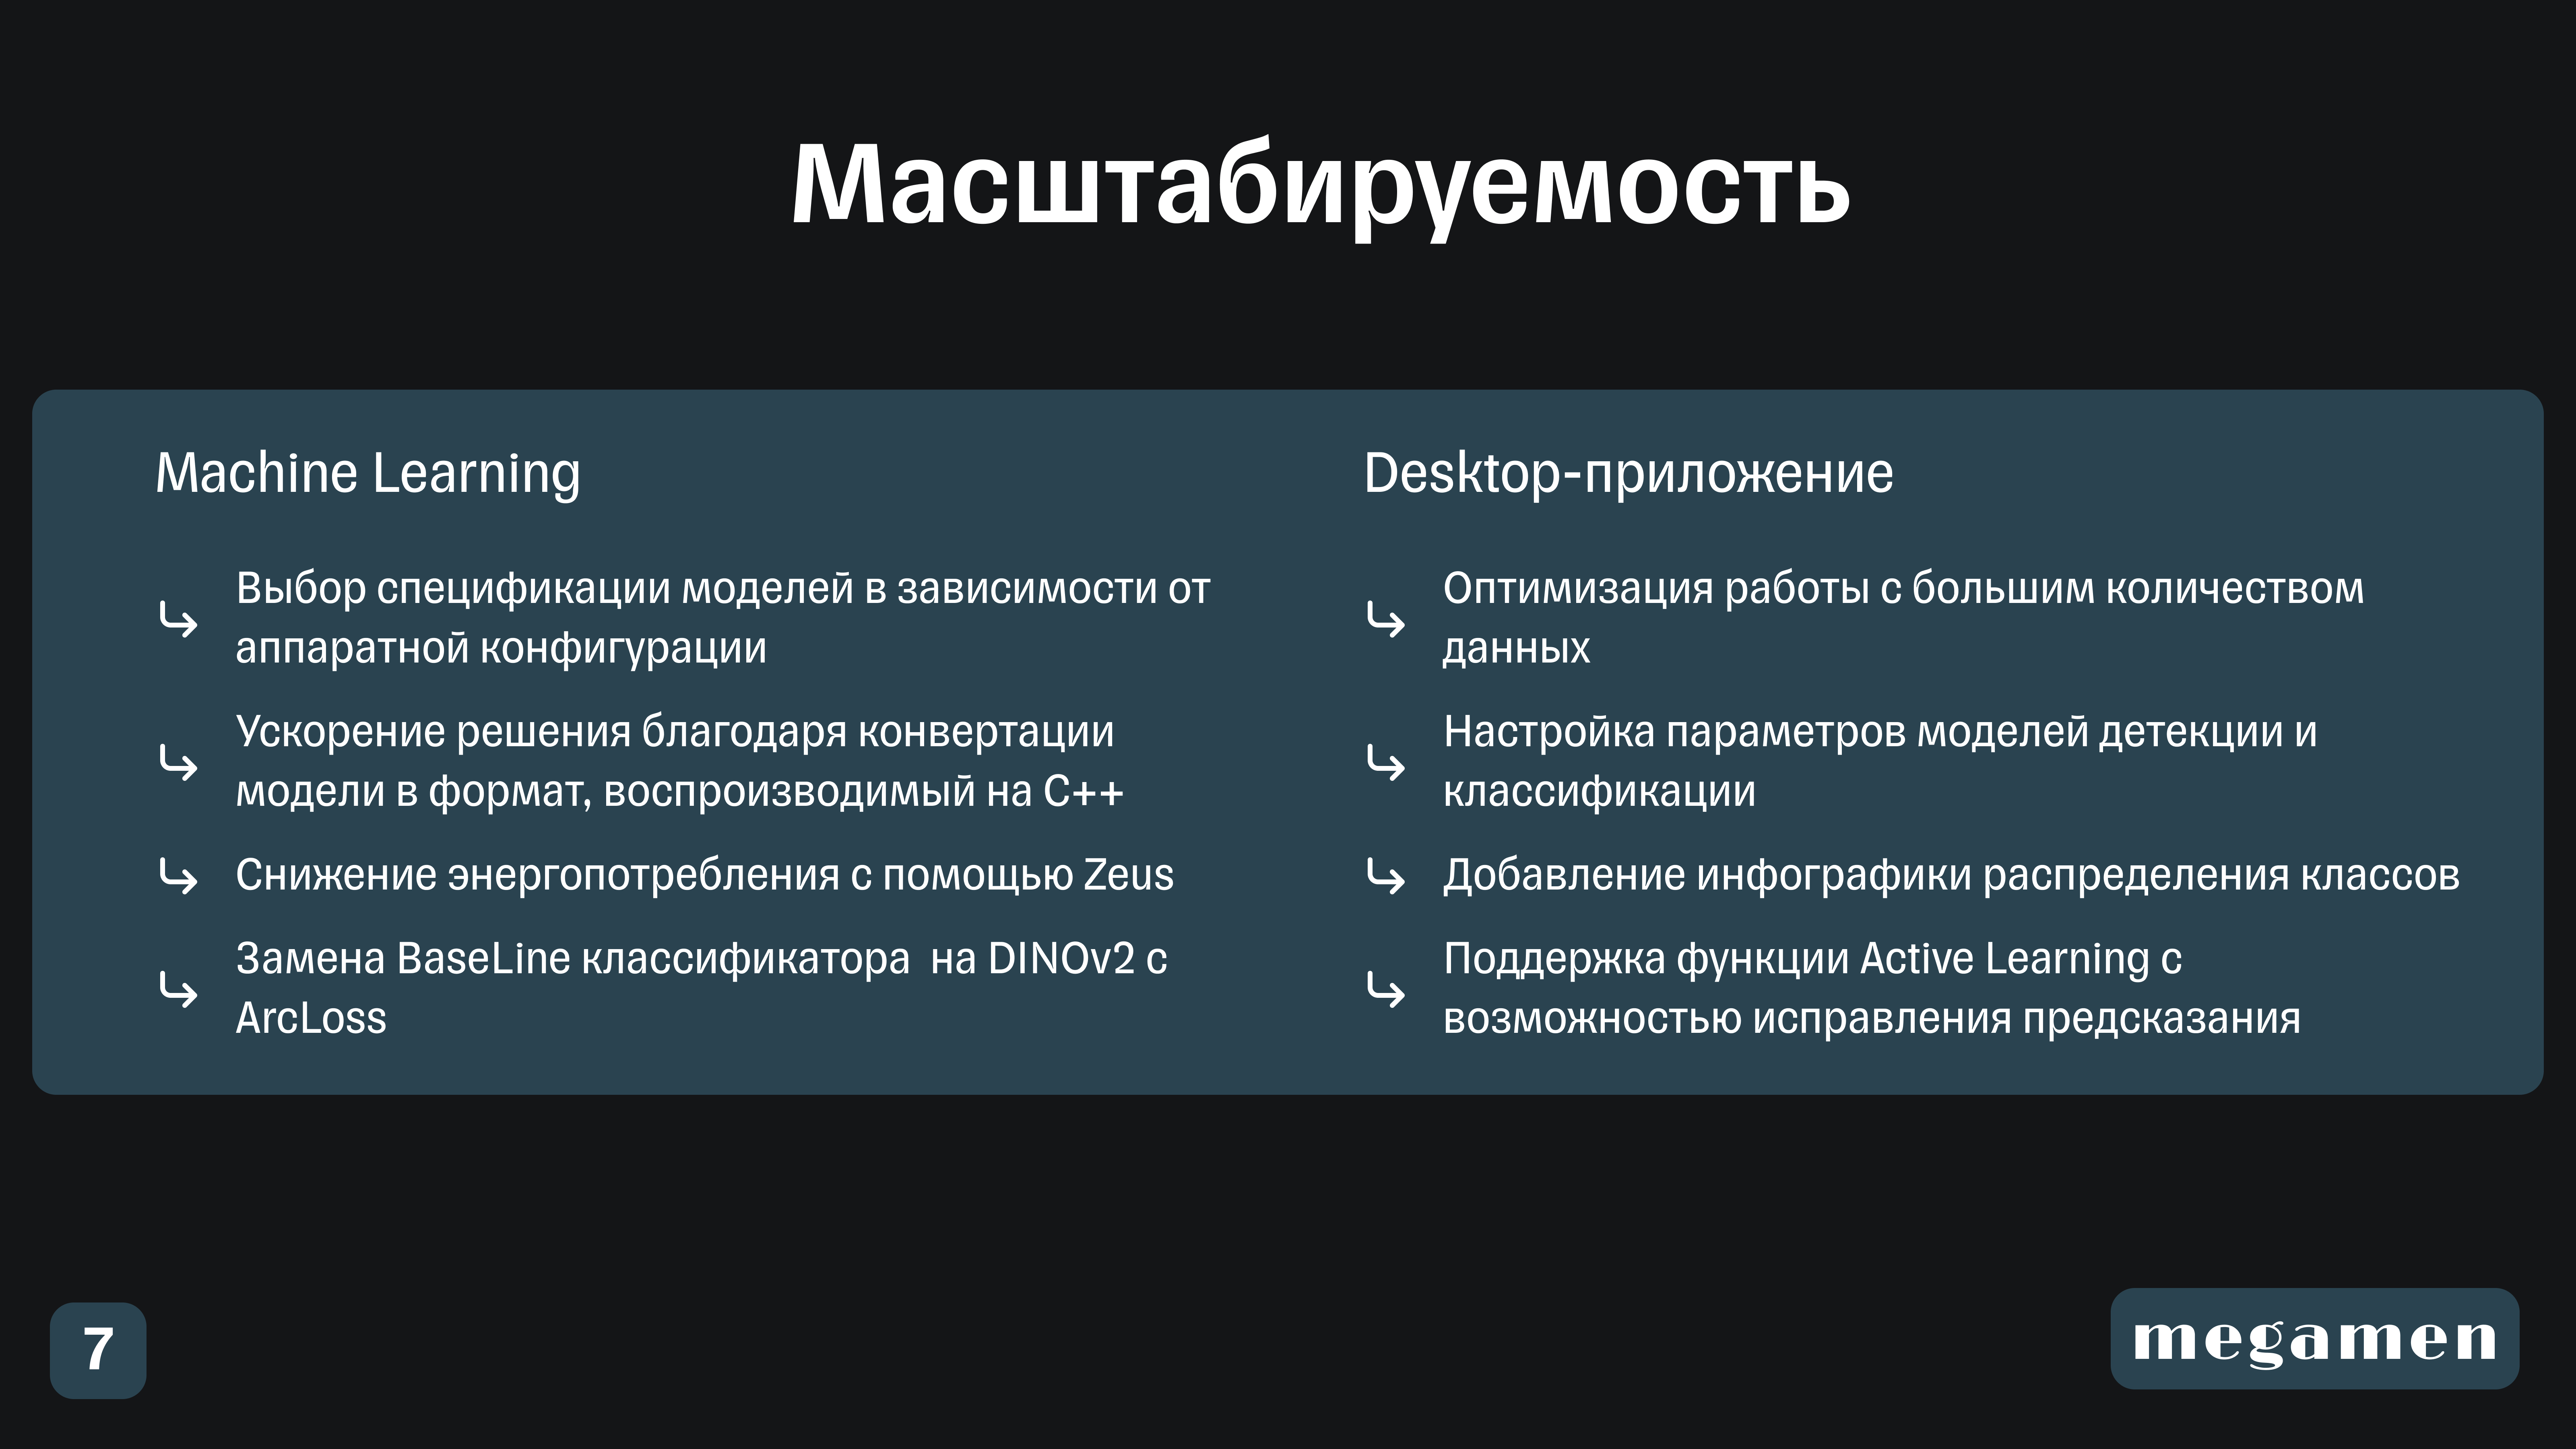 Масштабируемость
Machine Learning
Выбор спецификации моделей в зависимости от
аппаратной конфигурации
Ускорение решения благодаря конвертации
модели в формат, воспроизводимый на C++
Снижение энергопотребления с помощью Zeus
Замена BaseLine классификатора  на DINOv2 с
ArcLoss
Desktop-приложение
Оптимизация работы с большим количеством
данных
Настройка параметров моделей детекции и
классификации
Добавление инфографики распределения классов
Поддержка функции Active Learning с
возможностью исправления предсказания
7
megamen